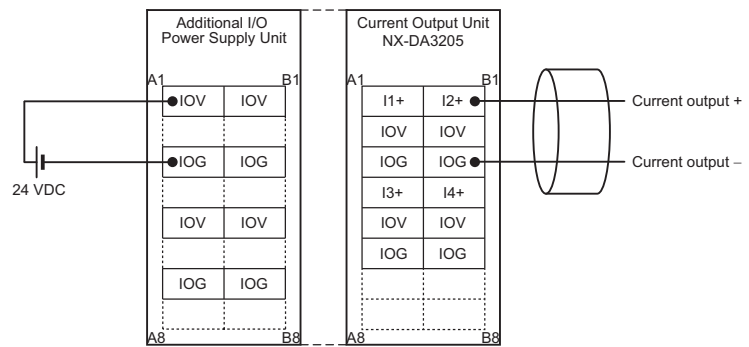 Additional I/O
Power Supply Unit
Current Output Unit
NX-DA3205
A1 B1 A1 B1
IOV IOV I1+ I2+ Current output +
IOV IOV
IOG IOG IOG IOG Current output –
24 VDC
I3+ I4+
IOV IOV IOV IOV
IOG IOG
IOG IOG
A8 B8 A8 B8